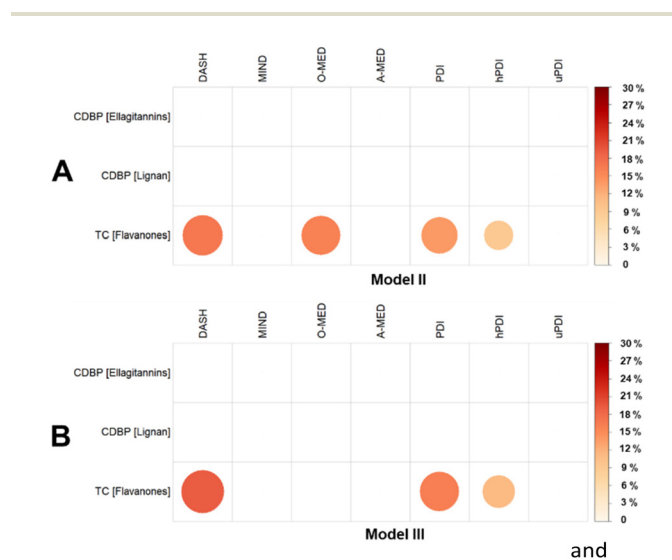 DASH MIND O-MED A-MED PDI hPDI uPDI
30 %
27 %
CDBP [Ellagitannins]
24 %
21 %
A
CDBP [Lignan]
18 %
15 %
12 %
TC [Flavanones]
9 %
6 %
3 %
0
Model II
DASH MIND O-MED A-MED PDI hPDI uPDI
30 %
27 %
CDBP [Ellagitannins]
24 %
21 %
B
CDBP [Lignan]
18 %
15 %
12 %
TC [Flavanones]
9 %
6 %
3 %
0
Model III
and